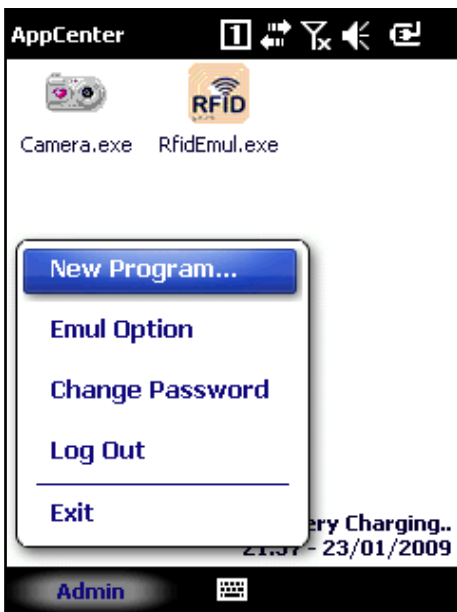 AppCenter 1
RFID
Camera.exe RfidEmul.exe
New Program...
Emul Option
Change Password
Log Out
Exit
ery Charging..
21:37 - 23/01/2009
Admin